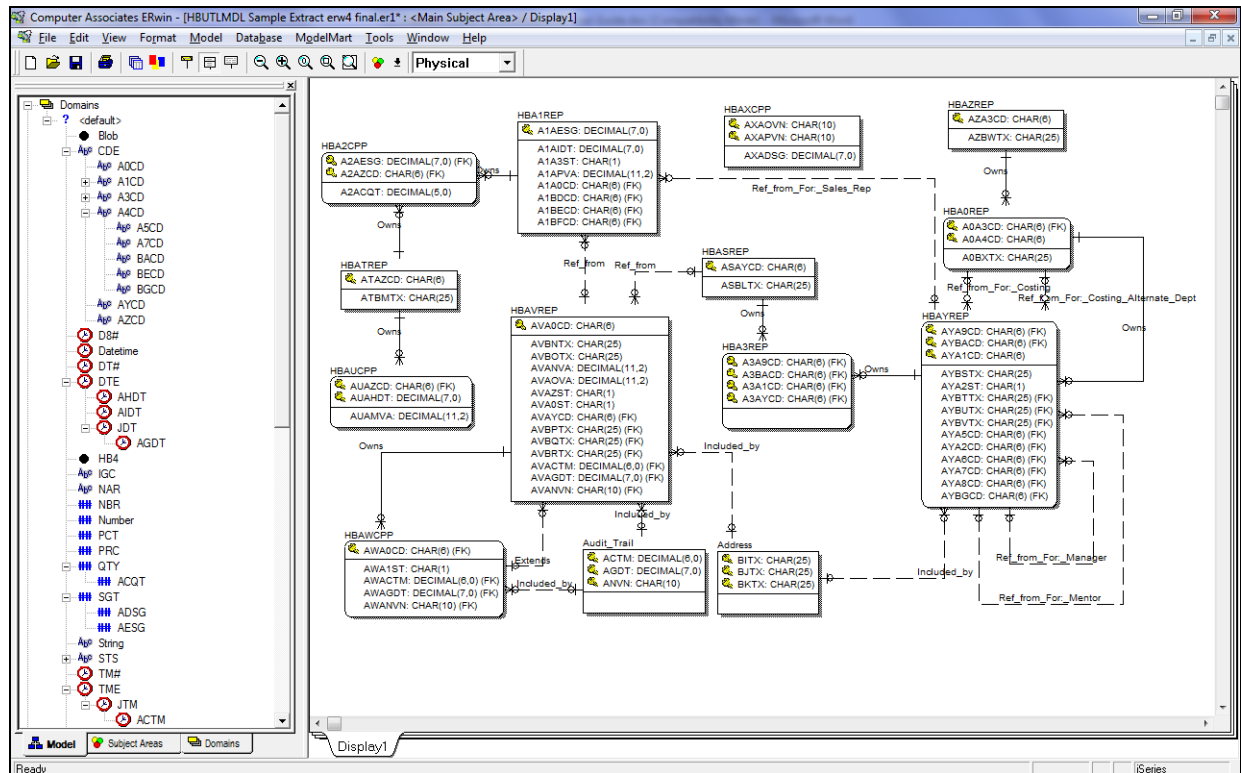 Computer Associates ERwin - [HBUTLMDL Sample Extract erw4 final.er1* : <Main Subject Area> / Display1]
File Edit View Format Model Database ModelMart Tools Window Help
Physical
Domains
<default>
Blob
CDE
A0CD
A1CD
A3CD
A4CD
A5CD
A7CD
BACD
BECD
BGCD
AYCD
AZCD
D8#
Datetime
DT#
DTE
AHDT
AIDT
JDT
AGDT
HB4
IGC
NAR
NBR
Number
PCT
PRC
QTY
ACQT
SGT
ADSG
AESG
String
STS
TM#
TME
JTM
ACTM
Model Subject Areas Domains
HBA2CPP
A2AESG: DECIMAL(7,0) (FK)
A2AZCD: CHAR(6) (FK)
A2ACQT: DECIMAL(5,0)
Owns
HBA1REP
A1AESG: DECIMAL(7,0)
A1AIDT: DECIMAL(7,0)
A1A3ST: CHAR(1)
A1APVA: DECIMAL(11,2)
A1A0CD: CHAR(6) (FK)
A1BDCD: CHAR(6) (FK)
A1BECD: CHAR(6) (FK)
A1BFCD: CHAR(6) (FK)
HBAXCPP
AXAOVN: CHAR(10)
AXAPVN: CHAR(10)
AXADSG: DECIMAL(7,0)
Ref_from_For:_Sales_Rep
HBAZREP
AZA3CD: CHAR(6)
AZBWTX: CHAR(25)
Owns
HBA0REP
A0A3CD: CHAR(6) (FK)
A0A4CD: CHAR(6)
A0BXTX: CHAR(25)
Owns
HBATREP
ATAZCD: CHAR(6)
ATBMTX: CHAR(25)
Owns
Ref_from
Ref_from
HBASREP
ASAYCD: CHAR(6)
ASBLTX: CHAR(25)
Owns
Ref_from_For:_Costing
Ref_from_For:_Costing_Alternate_Dept
Owns
HBAUCPP
AUAZCD: CHAR(6) (FK)
AUAHDT: DECIMAL(7,0)
AUAMVA: DECIMAL(11,2)
HBAVREP
AVA0CD: CHAR(6)
AVBNTX: CHAR(25)
AVBOTX: CHAR(25)
AVANVA: DECIMAL(11,2)
AVAOVA: DECIMAL(11,2)
AVAZST: CHAR(1)
AVA0ST: CHAR(1)
AVAYCD: CHAR(6) (FK)
AVBPTX: CHAR(25) (FK)
AVBQTX: CHAR(25) (FK)
AVBRTX: CHAR(25) (FK)
AVACTM: DECIMAL(6,0) (FK)
AVAGDT: DECIMAL(7,0) (FK)
AVANVN: CHAR(10) (FK)
HBA3REP
A3A9CD: CHAR(6) (FK)
A3BACD: CHAR(6) (FK)
A3A1CD: CHAR(6) (FK)
A3AYCD: CHAR(6) (FK)
Owns
HBAYREP
AYA9CD: CHAR(6) (FK)
AYBACD: CHAR(6) (FK)
AYA1CD: CHAR(6)
AYBSTX: CHAR(25)
AYA2ST: CHAR(1)
AYBTTX: CHAR(25) (FK)
AYBUTX: CHAR(25) (FK)
AYBVTX: CHAR(25) (FK)
AYA5CD: CHAR(6) (FK)
AYA2CD: CHAR(6) (FK)
AYA6CD: CHAR(6) (FK)
AYA7CD: CHAR(6) (FK)
AYA8CD: CHAR(6) (FK)
AYBGCD: CHAR(6) (FK)
Owns
Included_by
Included_by
HBAWCPP
AWA0CD: CHAR(6) (FK)
AWA1ST: CHAR(1)
AWACTM: DECIMAL(6,0) (FK)
AWAGDT: DECIMAL(7,0) (FK)
AWANVN: CHAR(10) (FK)
Extends
Included_by
Audit_Trail
ACTM: DECIMAL(6,0)
AGDT: DECIMAL(7,0)
ANVN: CHAR(10)
Address
BITX: CHAR(25)
BJTX: CHAR(25)
BKTX: CHAR(25)
Included_by
Ref_from_For:_Manager
Ref_from_For:_Mentor
Display1
Ready
iSeries